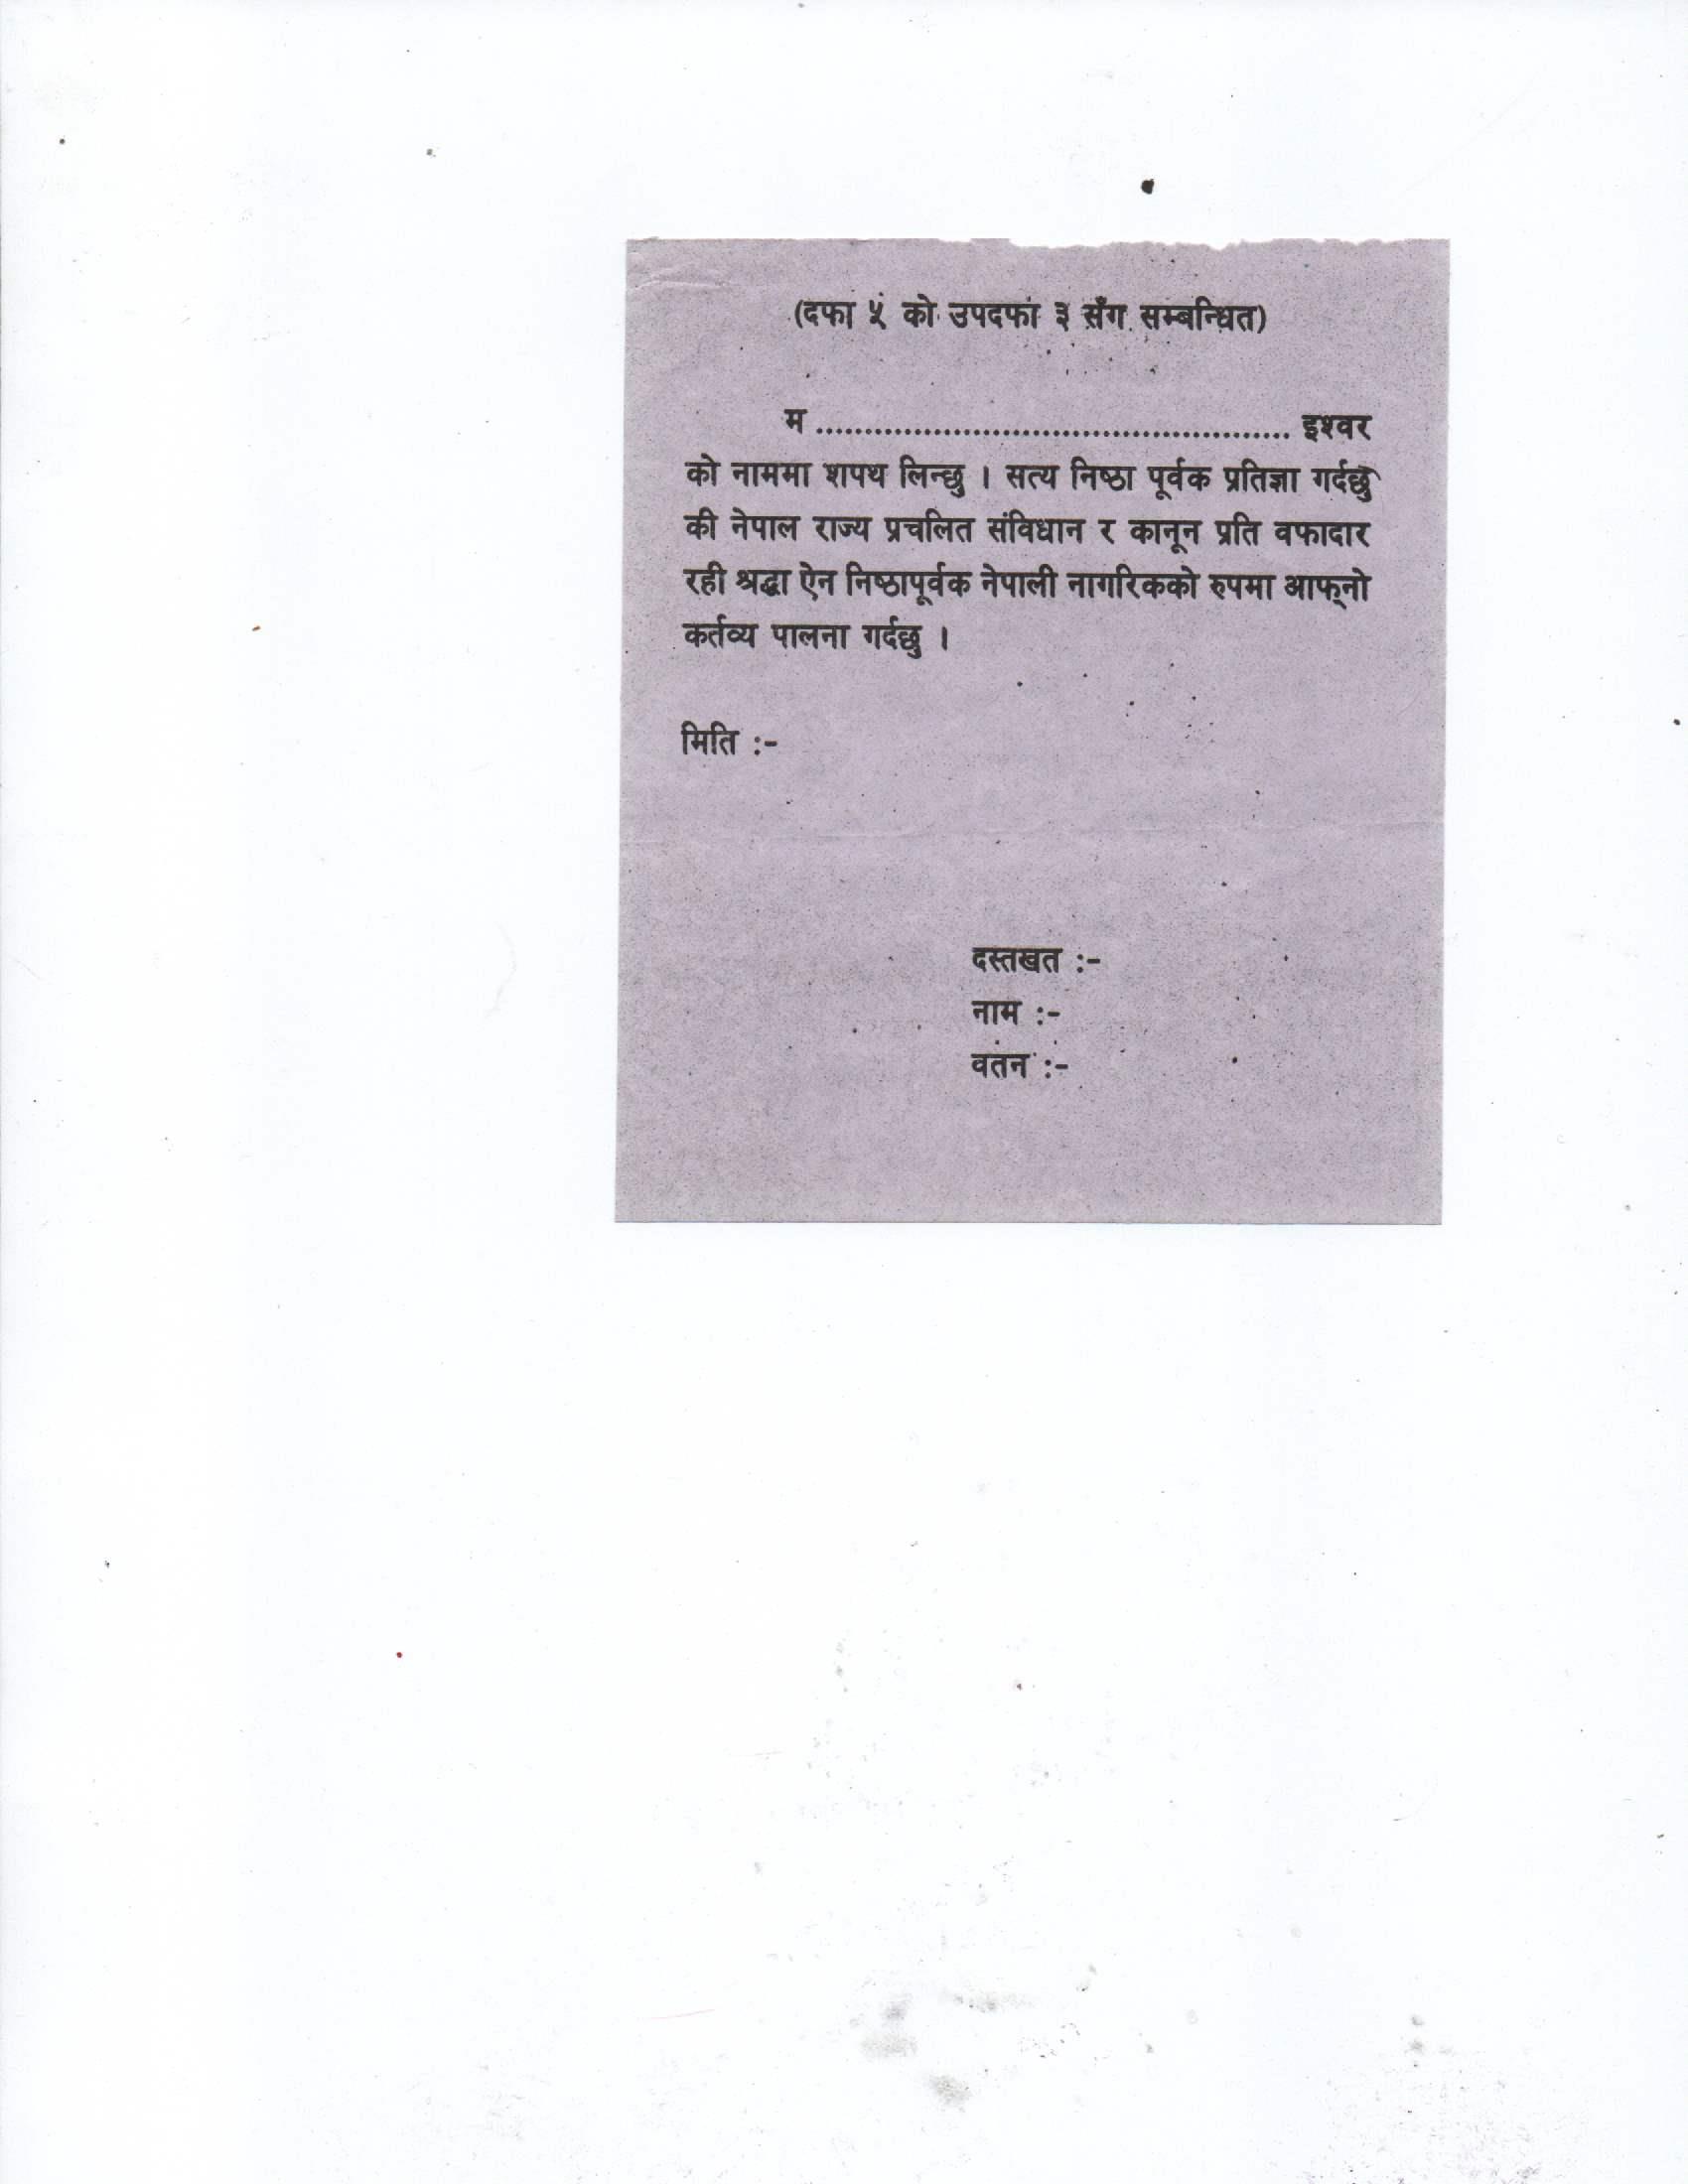 (दफा ५ को उपदफा ३ सँग सम्बन्धित)
म ................................................ इश्वर
को नाममा शपथ लिन्छु । सत्य निष्ठा पूर्वक प्रतिज्ञा गर्दछु
की नेपाल राज्य प्रचलित संविधान र कानून प्रति वफादार
रही श्रद्धा ऐन निष्ठापूर्वक नेपाली नागरिकको रुपमा आफ्‌नो
कर्तव्य पालना गर्दछु ।
मिति :-
दस्तखत :-
नाम :-
वतन :-